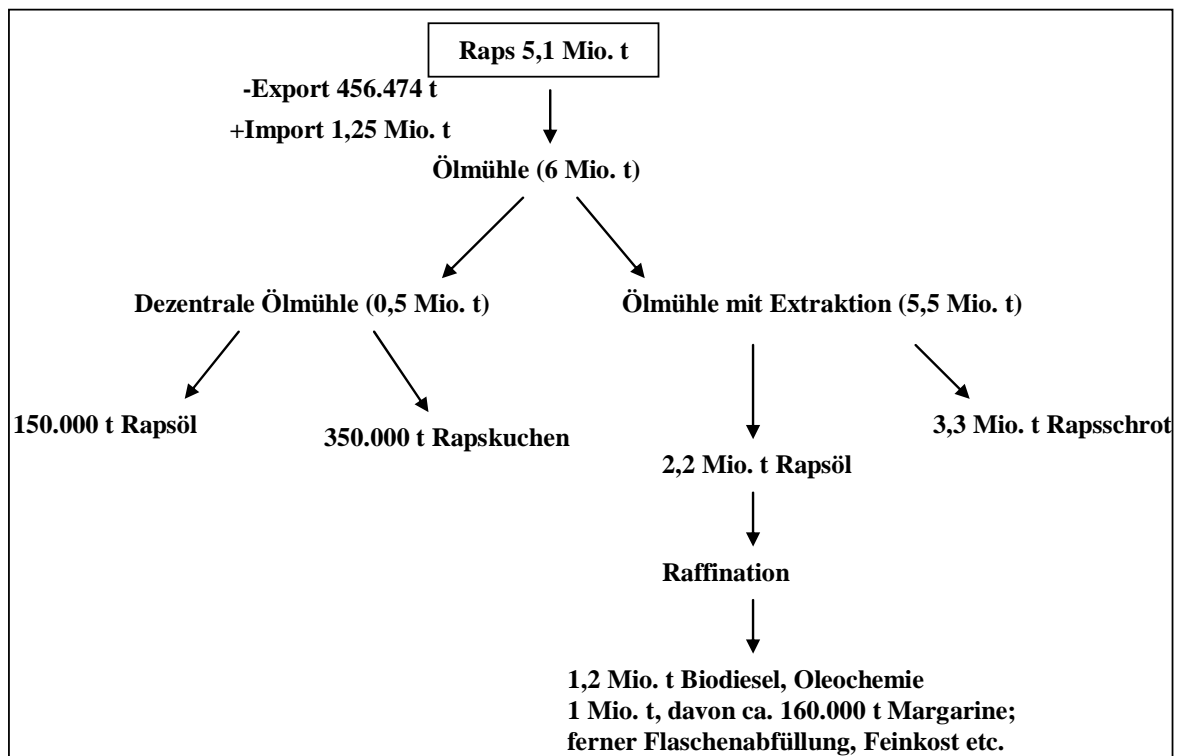 Raps 5,1 Mio. t
-Export 456.474 t
+Import 1,25 Mio. t
Ölmühle (6 Mio. t)
Dezentrale Ölmühle (0,5 Mio. t)
Ölmühle mit Extraktion (5,5 Mio. t)
150.000 t Rapsöl
350.000 t Rapskuchen
3,3 Mio. t Rapsschrot
2,2 Mio. t Rapsöl
Raffination
1,2 Mio. t Biodiesel, Oleochemie
1 Mio. t, davon ca. 160.000 t Margarine;
ferner Flaschenabfüllung, Feinkost etc.